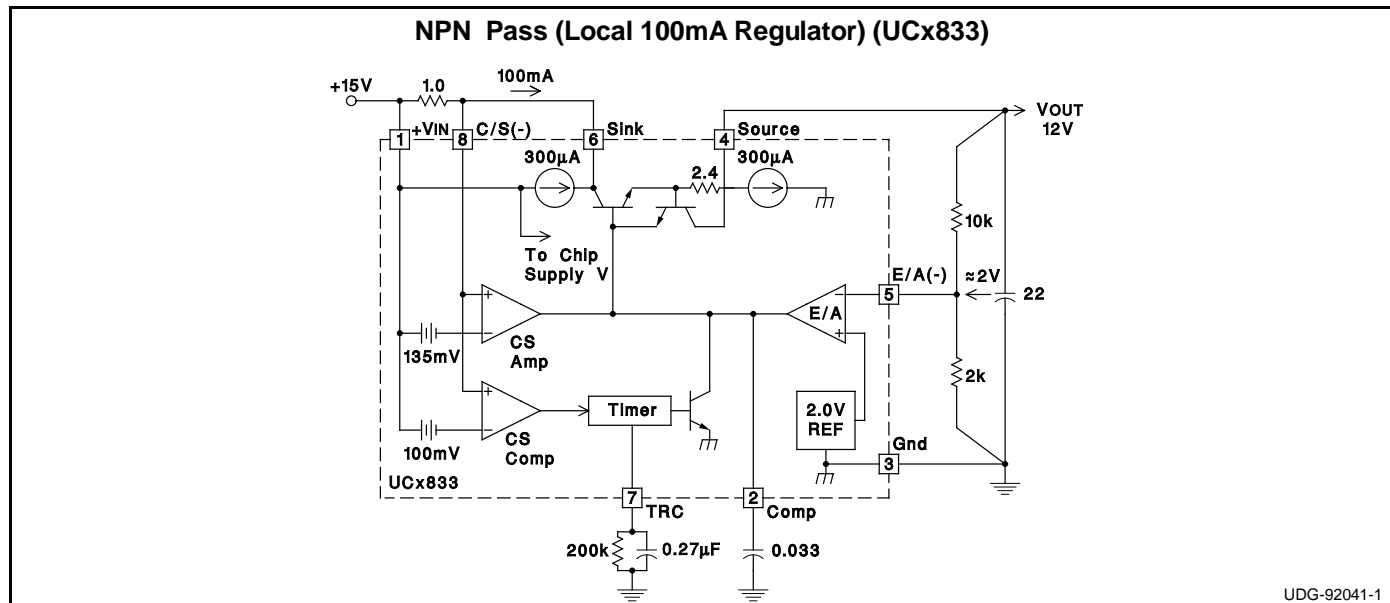 NPN Pass (Local 100mA Regulator) (UCx833)
+15V
1.0
100mA
1
+VIN
8
C/S(-)
6
Sink
4
Source
VOUT
12V
300µA
2.4
300µA
10k
To Chip
Supply V
E/A(-)
≈2V
5
22
E/A
−
+
+
−
CS
Amp
135mV
2k
+
−
CS
Comp
100mV
Timer
2.0V
REF
Gnd
3
UCx833
7
TRC
2
Comp
200k
0.27µF
0.033
UDG-92041-1